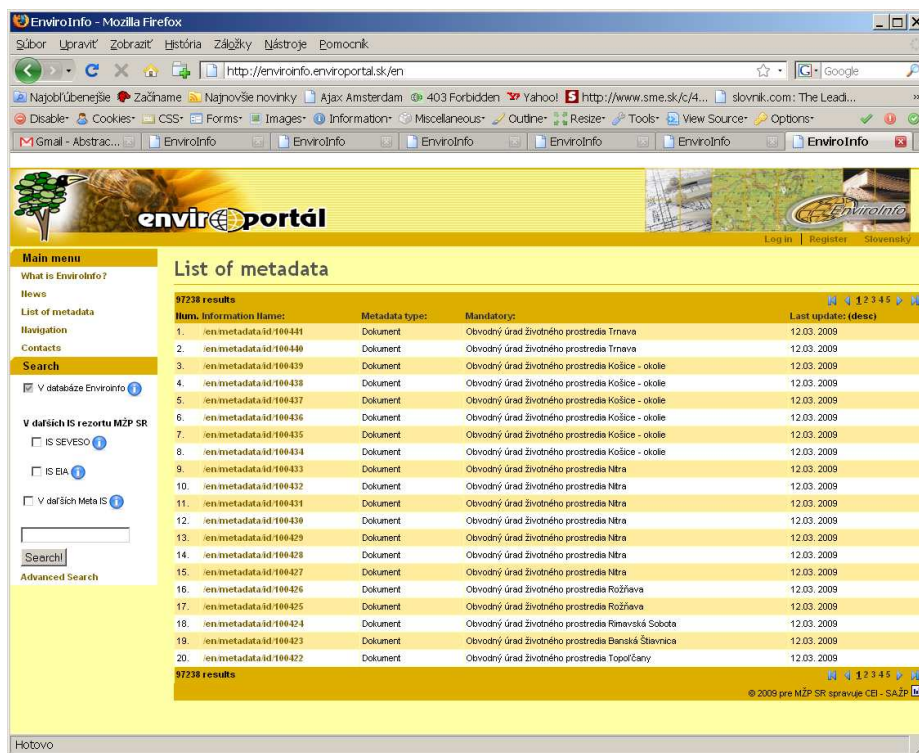 EnviroInfo - Mozilla Firefox
Súbor Upraviť Zobraziť História Záložky Nástroje Pomocník
http://enviroinfo.enviroportal.sk/en
Google
Najobľúbenejšie Začíname Najnovšie novinky Ajax Amsterdam 403 Forbidden Yahoo! http://www.sme.sk/c/4... slovnik.com: The Leadi... »
Disable Cookies CSS Forms Images Information Miscellaneous Outline Resize Tools View Source Options
Gmail - Abstrac... EnviroInfo EnviroInfo EnviroInfo EnviroInfo EnviroInfo EnviroInfo
enviroportál
EnviroInfo
Log in | Register Slovensky
Main menu
What is EnviroInfo?
News
List of metadata
Navigation
Contacts
Search
V databáze Enviroinfo
V ďalších IS rezortu MŽP SR
IS SEVESO
IS EIA
V ďalších Meta IS
Search!
Advanced Search
List of metadata
97238 results 1 2 3 4 5
Num. Information Name: Metadata type: Mandatory: Last update: (desc)
1. /en/metadata/id/100441 Dokument Obvodný úrad životného prostredia Trnava 12.03. 2009
2. /en/metadata/id/100440 Dokument Obvodný úrad životného prostredia Trnava 12.03. 2009
3. /en/metadata/id/100439 Dokument Obvodný úrad životného prostredia Košice - okolie 12.03. 2009
4. /en/metadata/id/100438 Dokument Obvodný úrad životného prostredia Košice - okolie 12.03. 2009
5. /en/metadata/id/100437 Dokument Obvodný úrad životného prostredia Košice - okolie 12.03. 2009
6. /en/metadata/id/100436 Dokument Obvodný úrad životného prostredia Košice - okolie 12.03. 2009
7. /en/metadata/id/100435 Dokument Obvodný úrad životného prostredia Košice - okolie 12.03. 2009
8. /en/metadata/id/100434 Dokument Obvodný úrad životného prostredia Košice - okolie 12.03. 2009
9. /en/metadata/id/100433 Dokument Obvodný úrad životného prostredia Nitra 12.03. 2009
10. /en/metadata/id/100432 Dokument Obvodný úrad životného prostredia Nitra 12.03. 2009
11. /en/metadata/id/100431 Dokument Obvodný úrad životného prostredia Nitra 12.03. 2009
12. /en/metadata/id/100430 Dokument Obvodný úrad životného prostredia Nitra 12.03. 2009
13. /en/metadata/id/100429 Dokument Obvodný úrad životného prostredia Nitra 12.03. 2009
14. /en/metadata/id/100428 Dokument Obvodný úrad životného prostredia Nitra 12.03. 2009
15. /en/metadata/id/100427 Dokument Obvodný úrad životného prostredia Nitra 12.03. 2009
16. /en/metadata/id/100426 Dokument Obvodný úrad životného prostredia Rožňava 12.03. 2009
17. /en/metadata/id/100425 Dokument Obvodný úrad životného prostredia Rožňava 12.03. 2009
18. /en/metadata/id/100424 Dokument Obvodný úrad životného prostredia Rimavská Sobota 12.03. 2009
19. /en/metadata/id/100423 Dokument Obvodný úrad životného prostredia Banská Štiavnica 12.03. 2009
20. /en/metadata/id/100422 Dokument Obvodný úrad životného prostredia Topoľčany 12.03. 2009
97238 results 1 2 3 4 5
© 2009 pre MŽP SR spravuje CEI - SAŽP
Hotovo